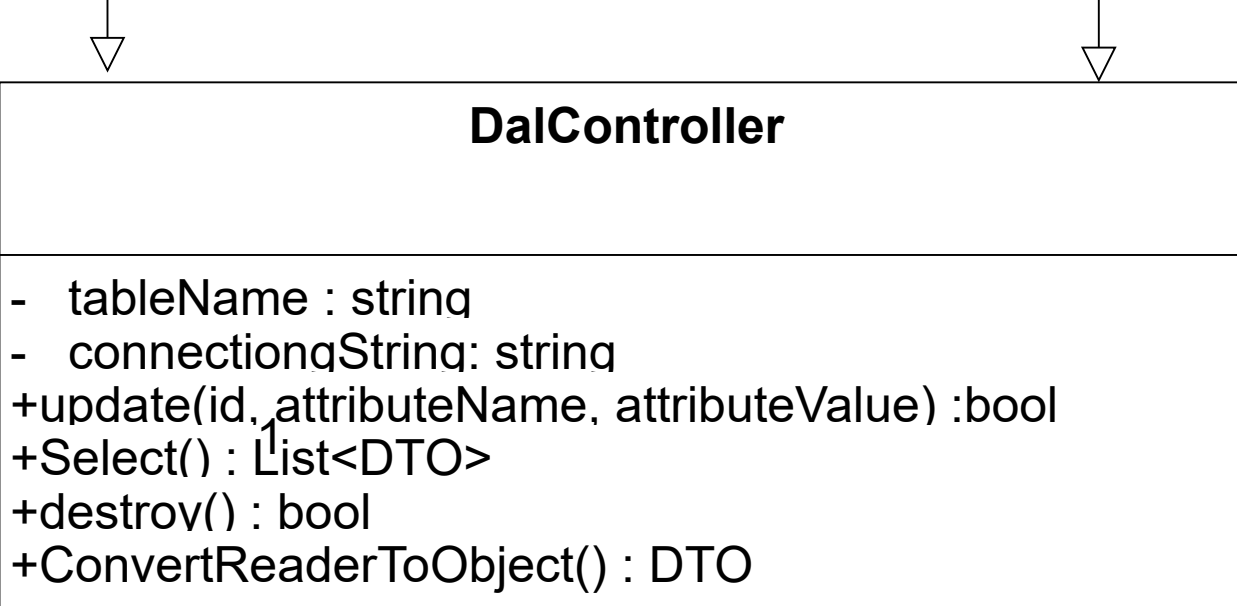 DalController
- tableName : string
- connectiongString: string
+update(id, attributeName, attributeValue) :bool
1
+Select() : List<DTO>
+destroy() : bool
+ConvertReaderToObject() : DTO